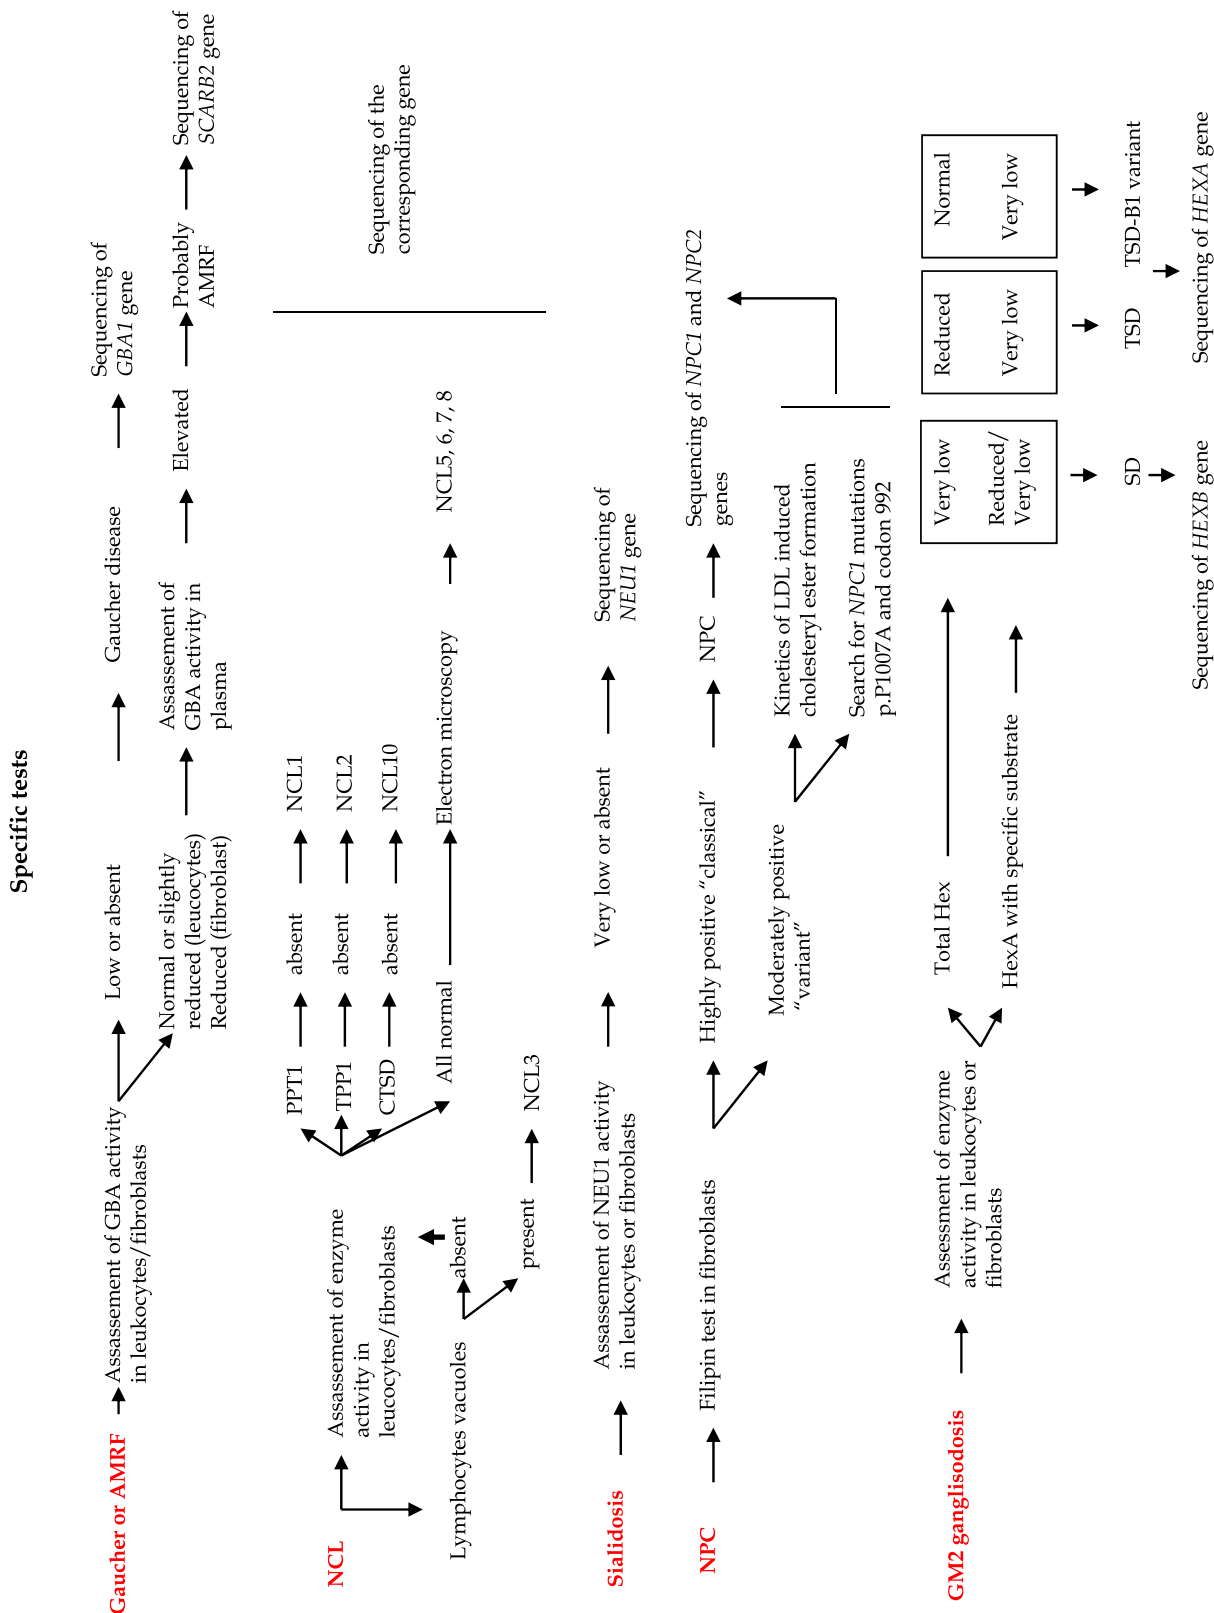 Specific tests
Gaucher or AMRF
Assassement of GBA activity
in leukocytes/fibroblasts
Low or absent
Gaucher disease
Sequencing of
GBA1 gene
Normal or slightly
reduced (leucocytes)
Reduced (fibroblast)
Assassement of
GBA activity in
plasma
Elevated
Probably
AMRF
Sequencing of
SCARB2 gene
NCL
Assassement of enzyme
activity in
leucocytes/fibroblasts
PPT1
absent
NCL1
TPP1
absent
NCL2
CTSD
absent
NCL10
All normal
Electron microscopy
NCL5, 6, 7, 8
Lymphocytes vacuoles
absent
present
NCL3
Sequencing of the
corresponding gene
Sialidosis
Assassement of NEU1 activity
in leukocytes or fibroblasts
Very low or absent
Sequencing of
NEU1 gene
NPC
Filipin test in fibroblasts
Highly positive "classical"
NPC
Sequencing of NPC1 and NPC2
genes
Moderately positive
"variant"
Kinetics of LDL induced
cholesteryl ester formation
Search for NPC1 mutations
p.P1007A and codon 992
GM2 ganglisodosis
Assessment of enzyme
activity in leukocytes or
fibroblasts
Total Hex
HexA with specific substrate
Very low
Reduced/
Very low
SD
Sequencing of HEXB gene
Reduced
Very low
TSD
Normal
Very low
TSD-B1 variant
Sequencing of HEXA gene